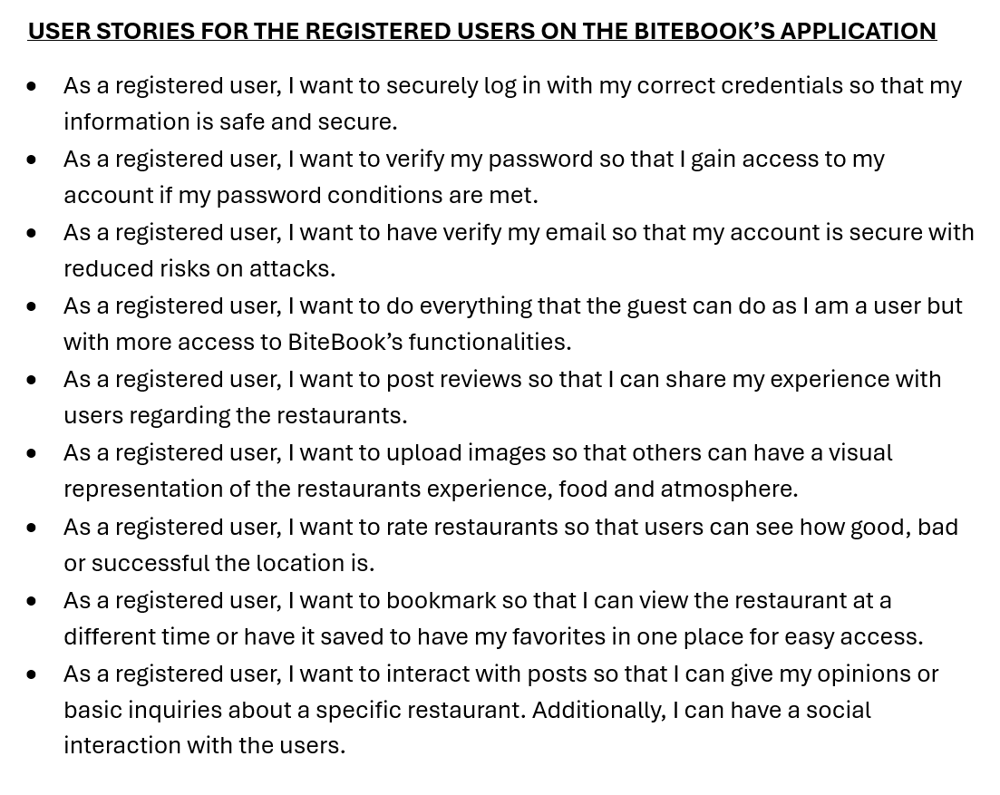 USER STORIES FOR THE REGISTERED USERS ON THE BITEBOOK’S APPLICATION
• As a registered user, I want to securely log in with my correct credentials so that my
information is safe and secure.
• As a registered user, I want to verify my password so that I gain access to my
account if my password conditions are met.
• As a registered user, I want to have verify my email so that my account is secure with
reduced risks on attacks.
• As a registered user, I want to do everything that the guest can do as I am a user but
with more access to BiteBook’s functionalities.
• As a registered user, I want to post reviews so that I can share my experience with
users regarding the restaurants.
• As a registered user, I want to upload images so that others can have a visual
representation of the restaurants experience, food and atmosphere.
• As a registered user, I want to rate restaurants so that users can see how good, bad
or successful the location is.
• As a registered user, I want to bookmark so that I can view the restaurant at a
different time or have it saved to have my favorites in one place for easy access.
• As a registered user, I want to interact with posts so that I can give my opinions or
basic inquiries about a specific restaurant. Additionally, I can have a social
interaction with the users.